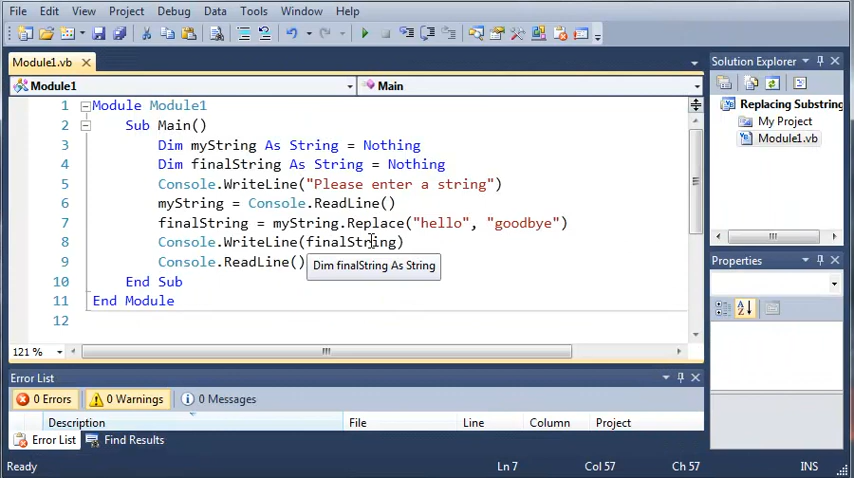 File Edit View Project Debug Data Tools Window Help
Module1.vb
Solution Explorer
Module1 Main
Replacing Substring
My Project
Module1.vb
1 Module Module1
2 Sub Main()
3 Dim myString As String = Nothing
4 Dim finalString As String = Nothing
5 Console.WriteLine("Please enter a string")
6 myString = Console.ReadLine()
7 finalString = myString.Replace("hello", "goodbye")
8 Console.WriteLine(finalString)
9 Console.ReadLine()
Dim finalString As String
10 End Sub
11 End Module
12
121 %
Properties
Error List
0 Errors 0 Warnings 0 Messages
Description File Line Column Project
Error List Find Results
Ready Ln 7 Col 57 Ch 57 INS